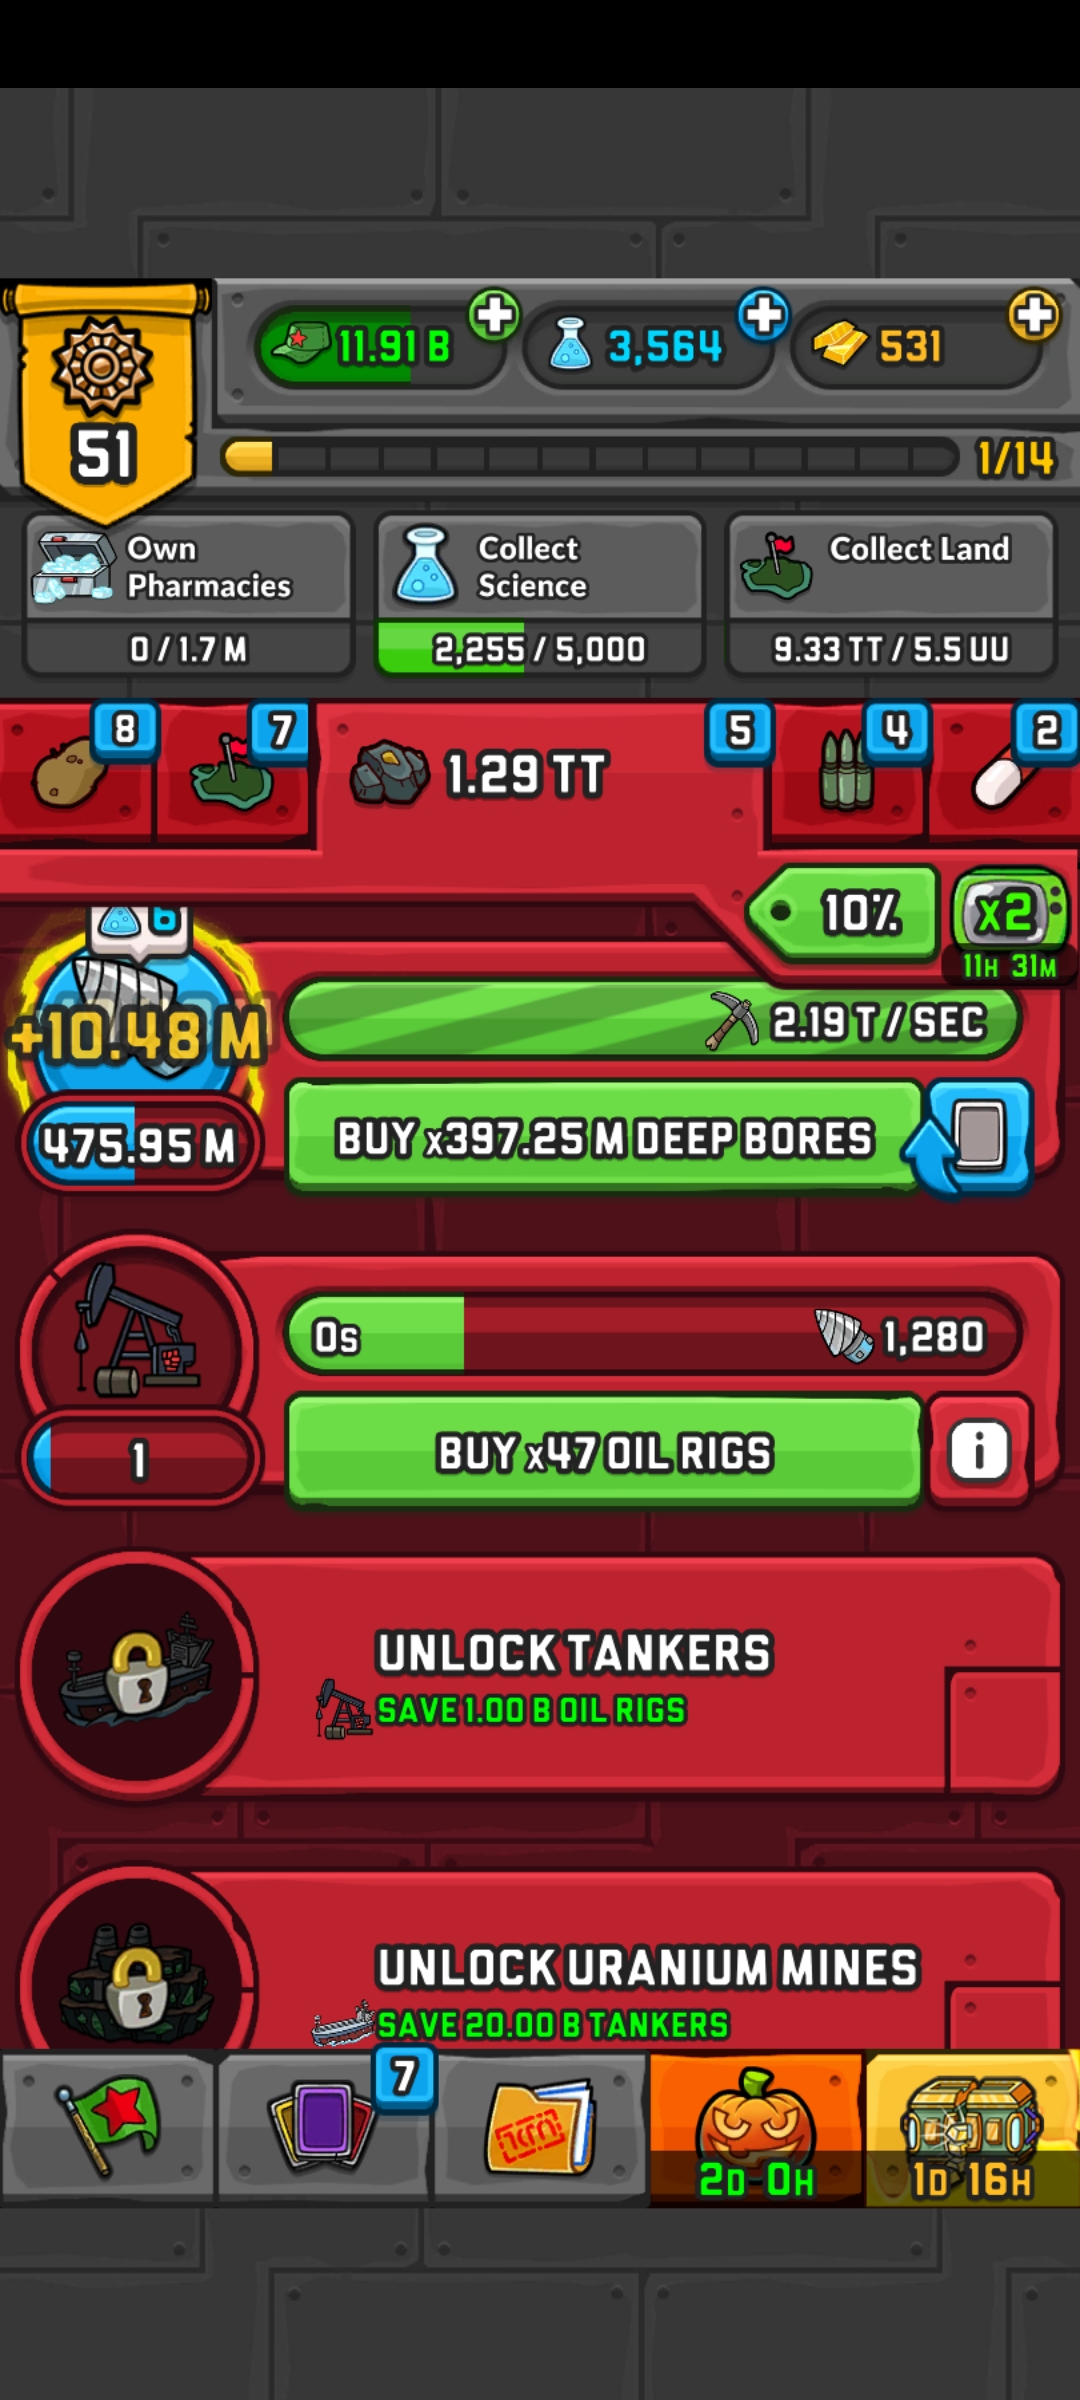 11.91 B
3,564
531
51
1/14
Own
Pharmacies
0 / 1.7 M
Collect
Science
2,255 / 5,000
Collect Land
9.33 TT / 5.5 UU
8
7
1.29 TT
5
4
2
10%
x2
11H 31M
6
+10.48 M
2.19 T / SEC
475.95 M
BUY x397.25 M DEEP BORES
0s
1,280
1
BUY x47 OIL RIGS
i
UNLOCK TANKERS
SAVE 1.00 B OIL RIGS
UNLOCK URANIUM MINES
SAVE 20.00 B TANKERS
7
2D 0H
1D 16H